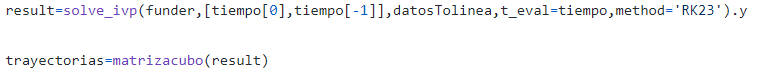 result=solve_ivp(funder,[tiempo[0],tiempo[-1]],datosTolinea,t_eval=tiempo,method='RK23').y
trayectorias=matrizacubo(result)